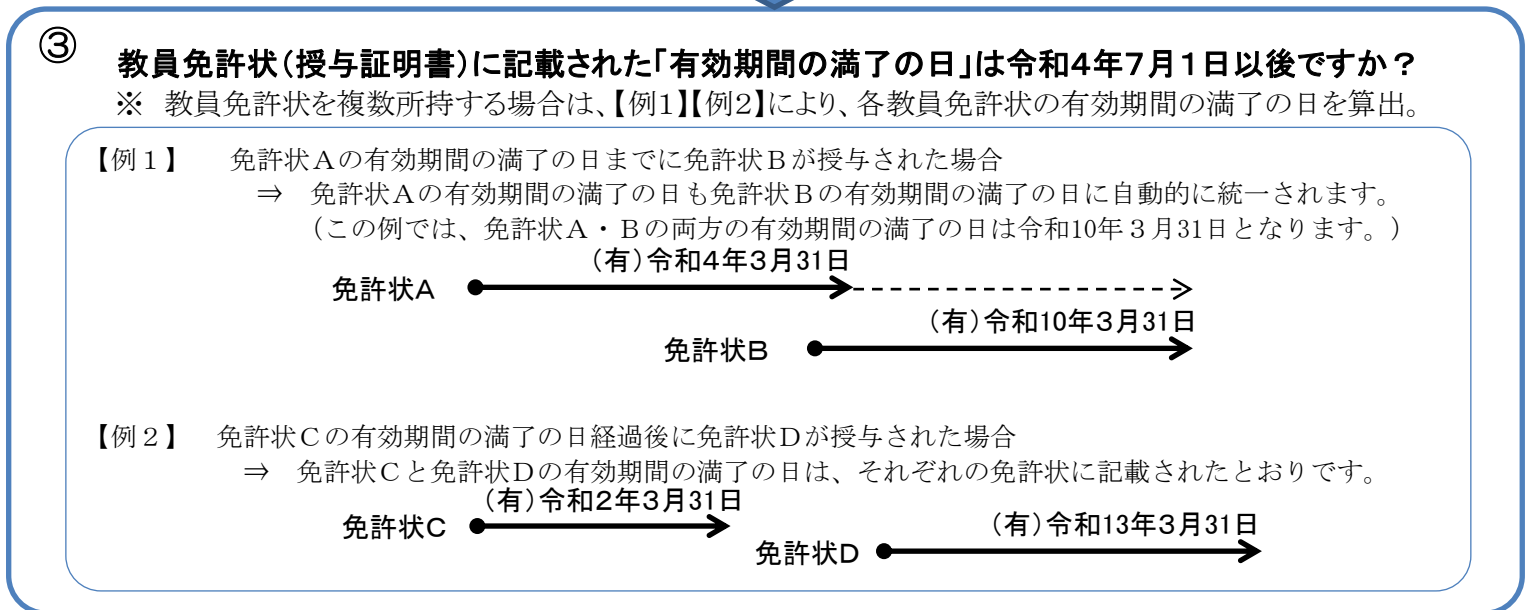 ③
教員免許状(授与証明書)に記載された「有効期間の満了の日」は令和4年7月1日以後ですか?
※ 教員免許状を複数所持する場合は、【例1】【例2】により、各教員免許状の有効期間の満了の日を算出。
【例1】 免許状Aの有効期間の満了の日までに免許状Bが授与された場合
⇒ 免許状Aの有効期間の満了の日も免許状Bの有効期間の満了の日に自動的に統一されます。
(この例では、免許状A・Bの両方の有効期間の満了の日は令和10年3月31日となります。)
(有)令和4年3月31日
免許状A
(有)令和10年3月31日
免許状B
【例2】 免許状Cの有効期間の満了の日経過後に免許状Dが授与された場合
⇒ 免許状Cと免許状Dの有効期間の満了の日は、それぞれの免許状に記載されたとおりです。
(有)令和2年3月31日
免許状C
(有)令和13年3月31日
免許状D